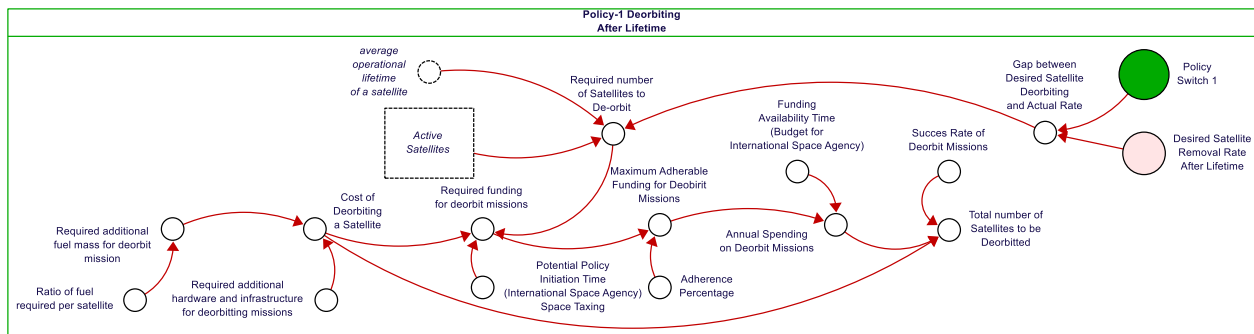 Policy-1 Deorbiting
After Lifetime
average
operational
lifetime
of a satellite
Required number
of Satellites to
De-orbit
Gap between
Desired Satellite
Deorbiting
and Actual Rate
Policy
Switch 1
Active
Satellites
Funding
Availability Time
(Budget for
International Space Agency)
Succes Rate of
Deorbit Missions
Desired Satellite
Removal Rate
After Lifetime
Required additional
fuel mass for deorbit
mission
Cost of
Deorbiting
a Satellite
Required funding
for deorbit missions
Maximum Adherable
Funding for Deobirit
Missions
Annual Spending
on Deorbit Missions
Total number of
Satellites to be
Deorbitted
Ratio of fuel
required per satellite
Required additional
hardware and infrastructure
for deorbitting missions
Potential Policy
Initiation Time
(International Space Agency)
Space Taxing
Adherence
Percentage